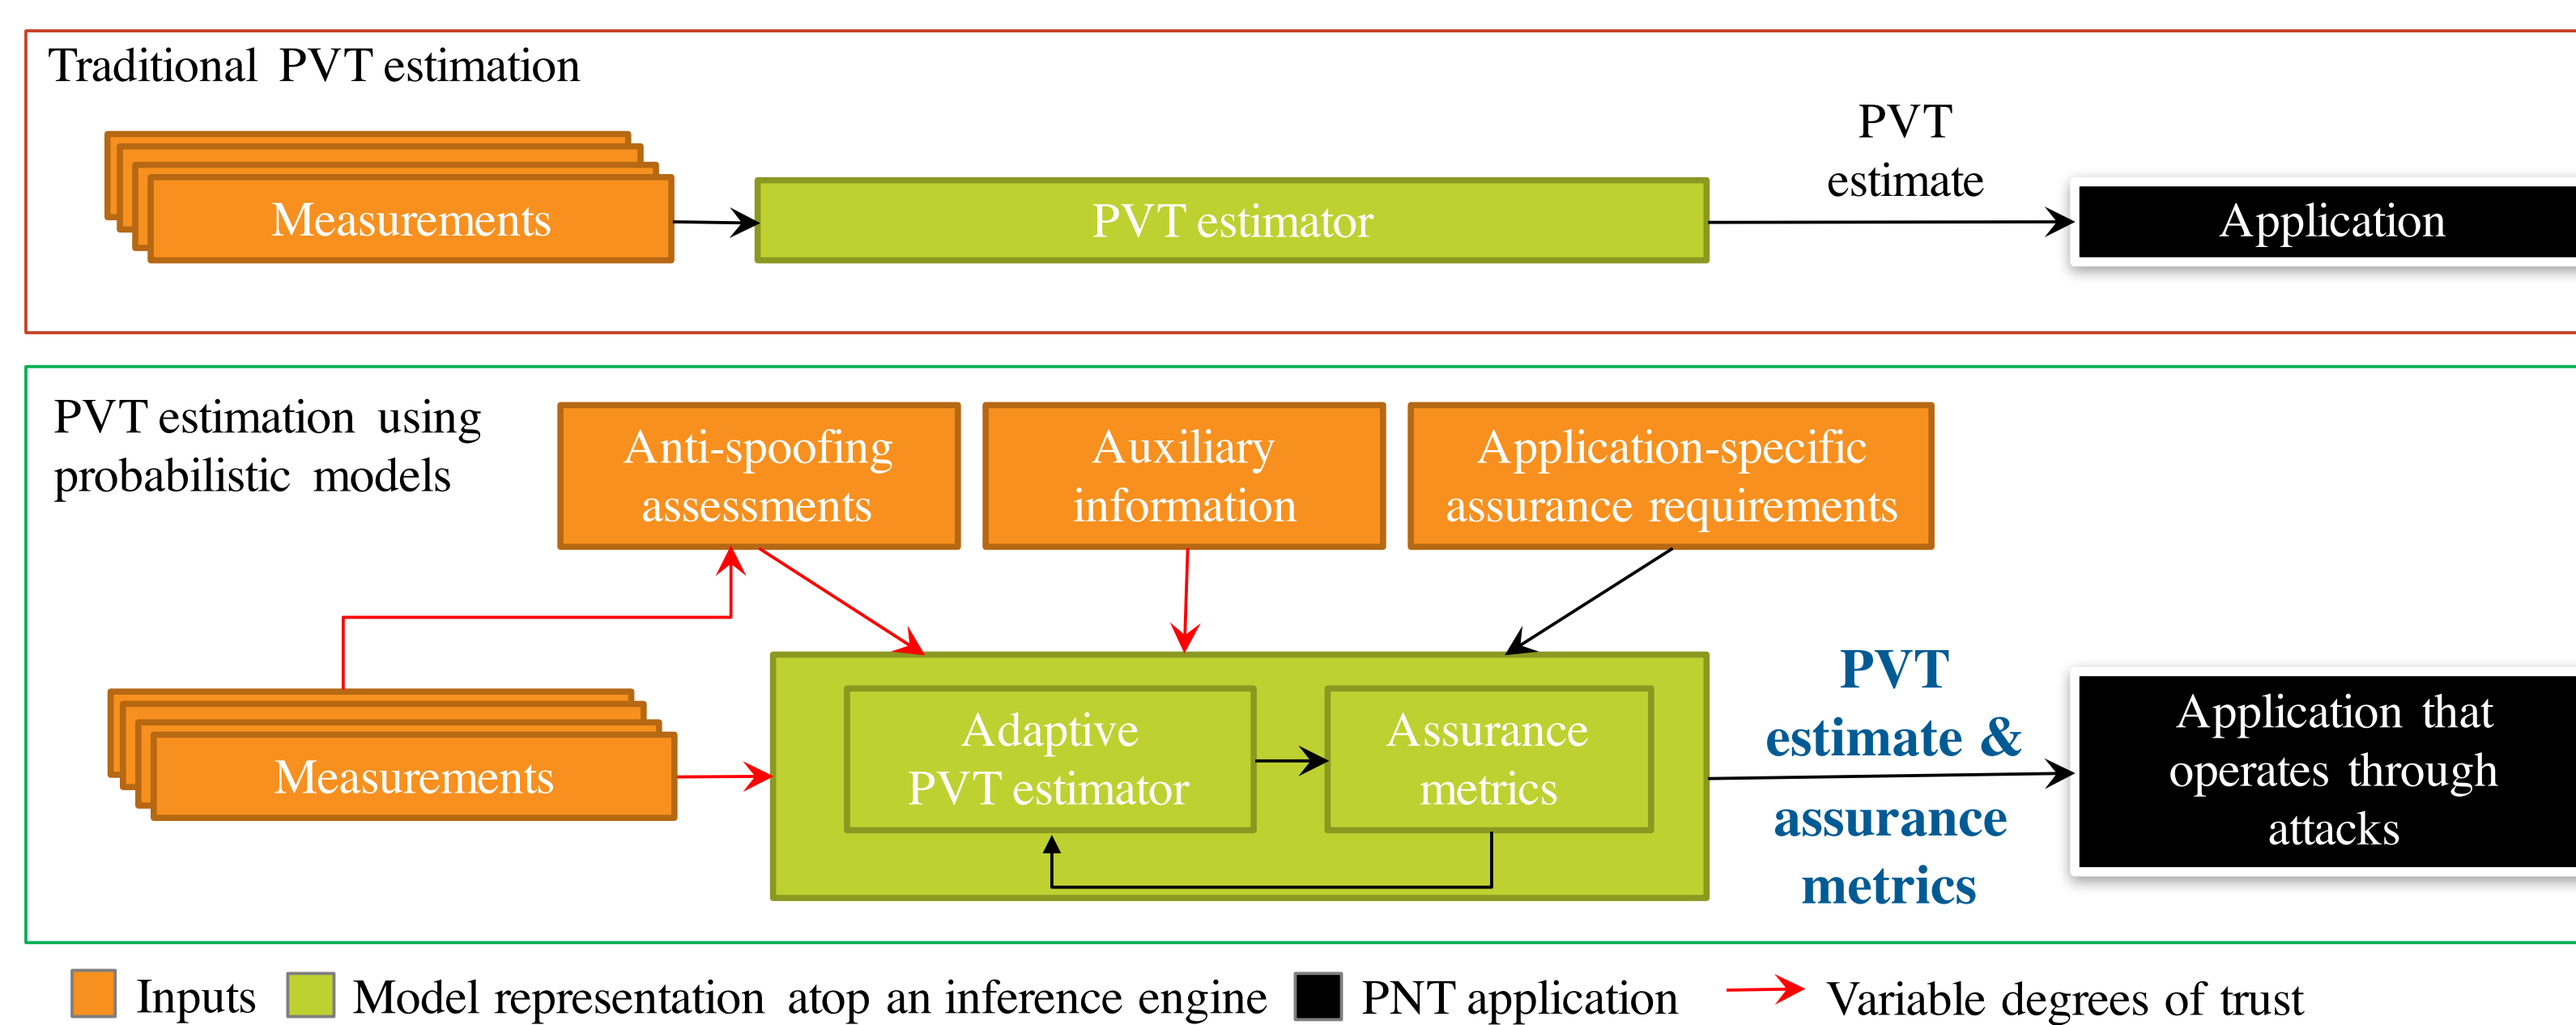 Traditional PVT estimation
PVT
estimate
Measurements
PVT estimator
Application
PVT estimation using
probabilistic models
Anti-spoofing
assessments
Auxiliary
information
Application-specific
assurance requirements
Measurements
Adaptive
PVT estimator
Assurance
metrics
PVT
estimate &
assurance
metrics
Application that
operates through
attacks
Inputs
Model representation atop an inference engine
PNT application
Variable degrees of trust